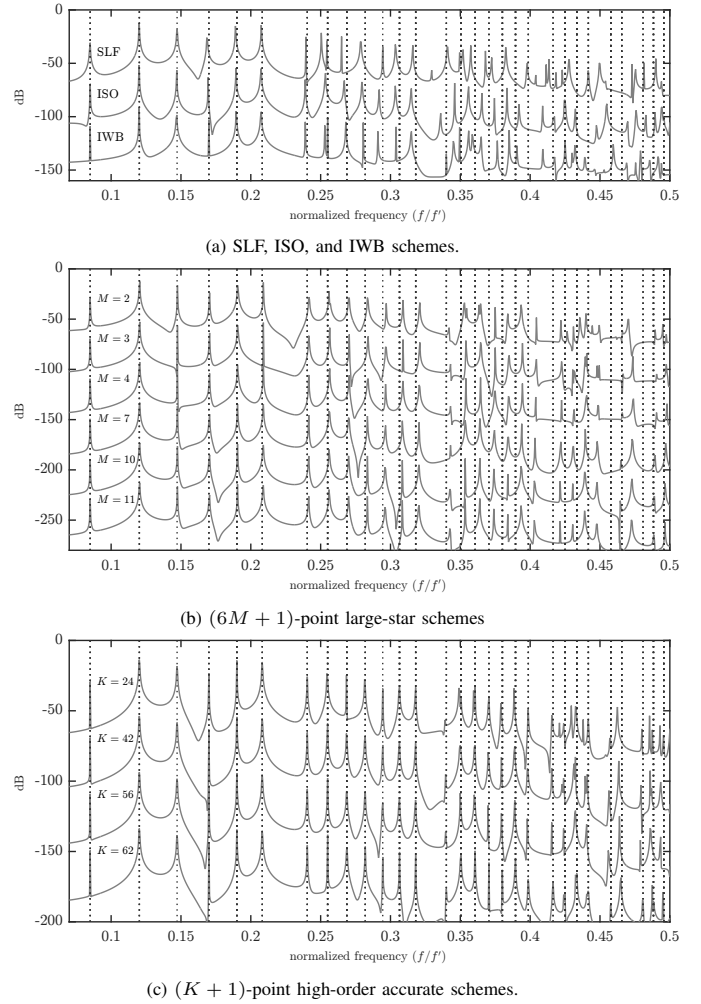 0
-50
-100
-150
dB
SLF
ISO
IWB
0.1 0.15 0.2 0.25 0.3 0.35 0.4 0.45 0.5
normalized frequency (f/f′)
(a) SLF, ISO, and IWB schemes.
0
-50
-100
-150
-200
-250
dB
M = 2
M = 3
M = 4
M = 7
M = 10
M = 11
0.1 0.15 0.2 0.25 0.3 0.35 0.4 0.45 0.5
normalized frequency (f/f′)
(b) (6M + 1)-point large-star schemes
0
-50
-100
-150
-200
dB
K = 24
K = 42
K = 56
K = 62
0.1 0.15 0.2 0.25 0.3 0.35 0.4 0.45 0.5
normalized frequency (f/f′)
(c) (K + 1)-point high-order accurate schemes.